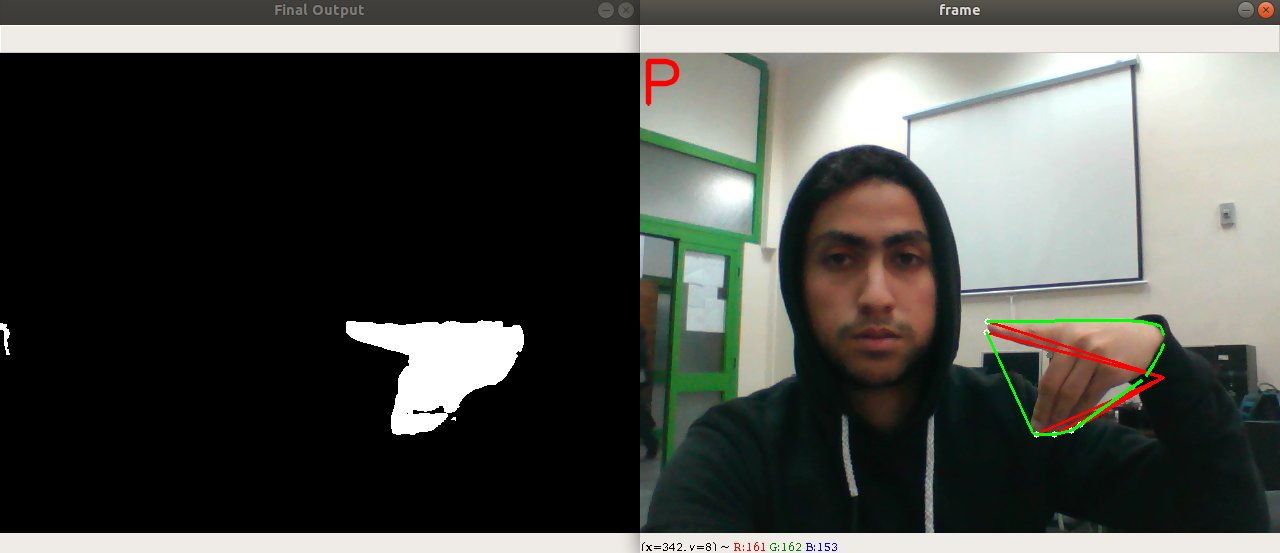 Final Output
frame
P
(x=342, y=8) ~ R:161 G:162 B:153